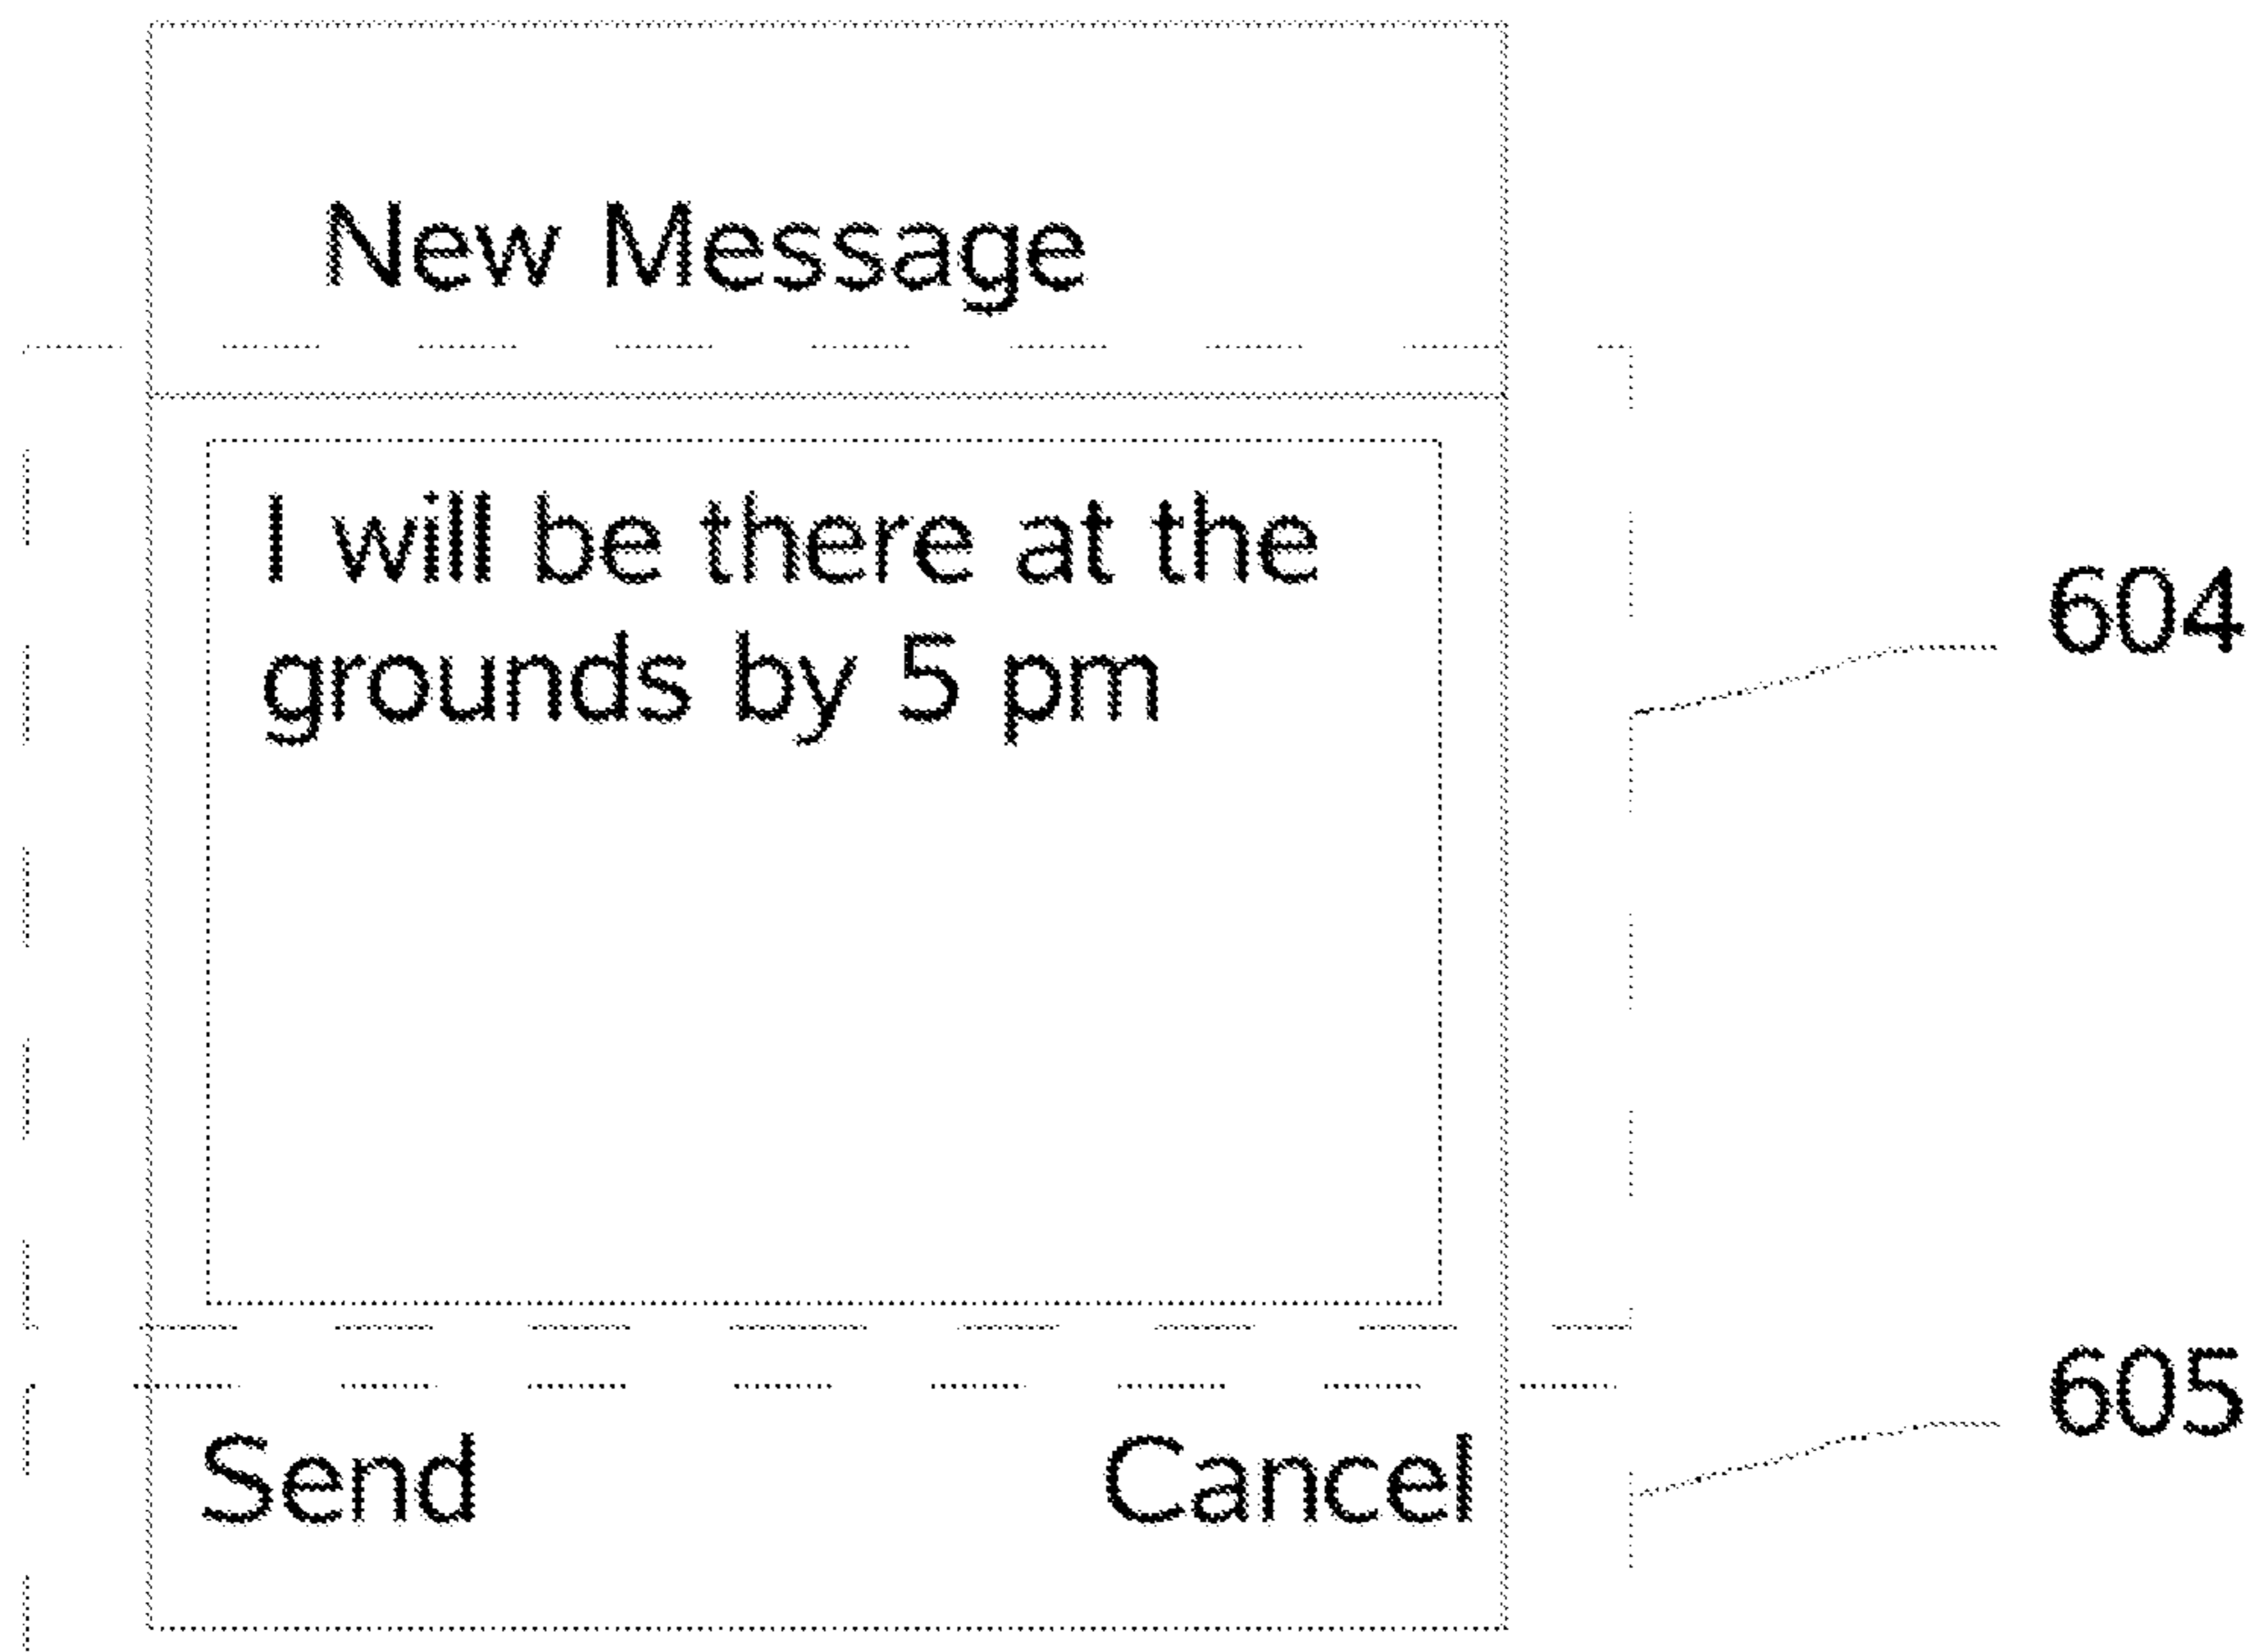 New Message
I will be there at the
grounds by 5 pm
604
605
Send Cancel